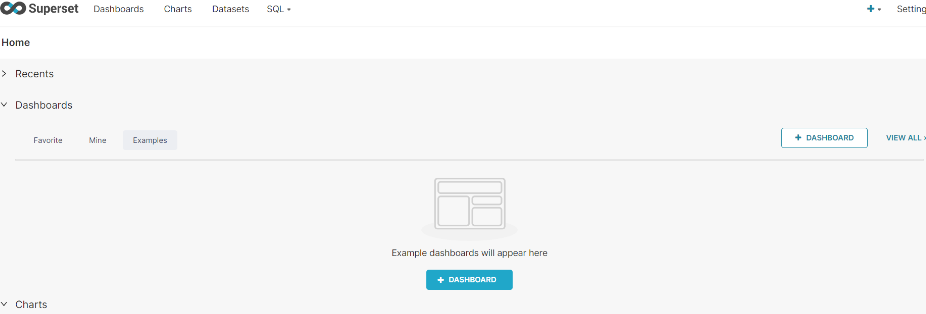 Superset Dashboards Charts Datasets SQL + Setting
Home
Recents
Dashboards
Favorite Mine Examples + DASHBOARD VIEW ALL
Example dashboards will appear here
+ DASHBOARD
Charts